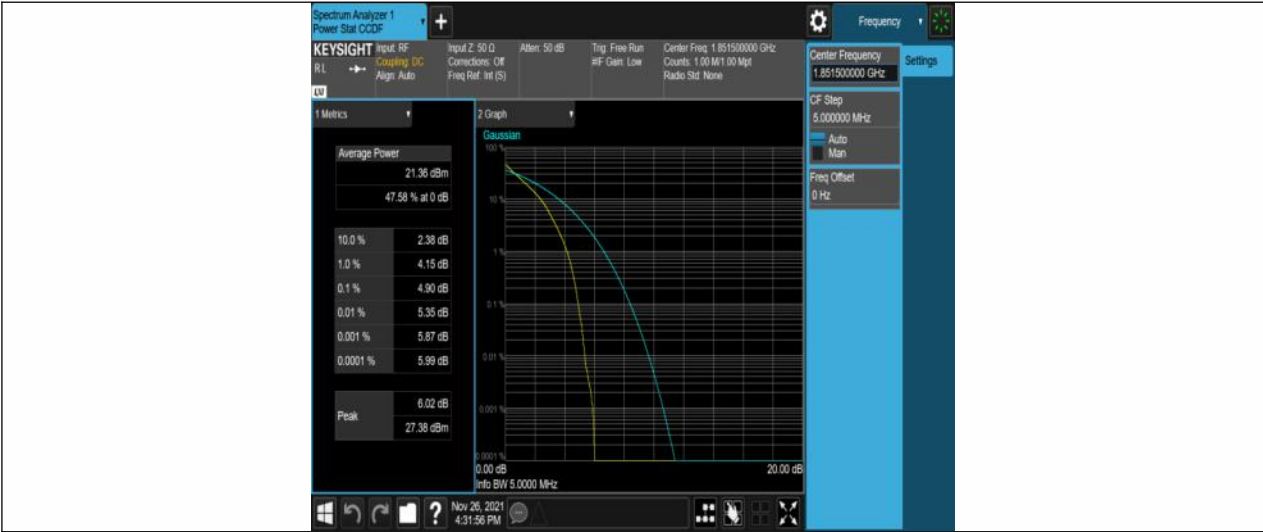 Spectrum Analyzer 1
Power Stat CCDF
Frequency
KEYSIGHT
RL
LW
Input: RF
Coupling: DC
Align: Auto
Input Z: 50 Ω
Corrections: Off
Freq Ref: Int (S)
Atten: 50 dB
Trig: Free Run
#IF Gain: Low
Center Freq: 1.851500000 GHz
Counts: 1.00 M/1.00 Mpt
Radio Std: None
Center Frequency
1.851500000 GHz
Settings
CF Step
5.000000 MHz
Auto
Man
Freq Offset
0 Hz
1 Metrics
Average Power
21.36 dBm
47.58 % at 0 dB
10.0 % 2.38 dB
1.0 % 4.15 dB
0.1 % 4.90 dB
0.01 % 5.35 dB
0.001 % 5.87 dB
0.0001 % 5.99 dB
Peak 6.02 dB
27.38 dBm
2 Graph
Gaussian
100 %
10 %
1 %
0.1 %
0.01 %
0.001 %
0.0001 %
0.00 dB 20.00 dB
Info BW 5.0000 MHz
Nov 26, 2021
4:31:56 PM